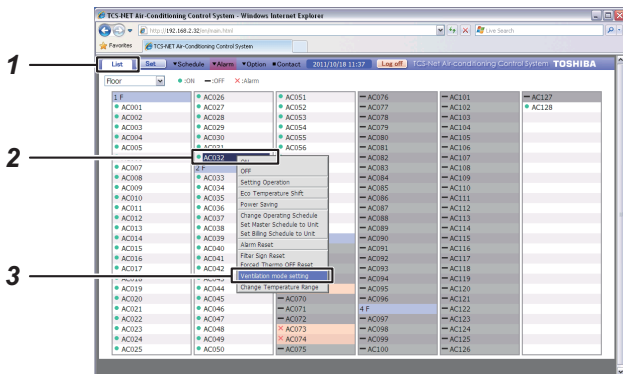 TCS-NET Air-Conditioning Control System - Windows Internet Explorer
http://192.168.2.32/en/main.html
Live Search
Favorites TCS-NET Air-Conditioning Control System
1
List Set... ▼Schedule ▼Alarm ▼Option ■Contact 2011/10/18 11:37 Log off TCS-Net Air-conditioning Control System TOSHIBA
Floor ●:ON ━:OFF ×:Alarm
1 F
AC001
AC002
AC003
AC004
AC005
AC007
AC008
AC009
AC010
AC011
AC012
AC013
AC014
AC015
AC016
AC017
AC019
AC020
AC021
AC022
AC023
AC024
AC025
AC026
AC027
AC028
AC029
AC030
AC031
2
AC032
2 F
AC033
AC034
AC035
AC036
AC037
AC038
AC039
AC040
AC041
AC042
AC044
AC045
AC046
AC047
AC048
AC049
AC050
ON
OFF
Setting Operation
Eco Temperature Shift
Power Saving
Change Operating Schedule
Set Master Schedule to Unit
Set Billing Schedule to Unit
Alarm Reset
Filter Sign Reset
Forced Thermo OFF Reset
3
Ventilation mode setting
Change Temperature Range
AC051
AC052
AC053
AC054
AC055
AC056
AC070
AC071
AC072
AC073
AC074
AC075
AC076
AC077
AC078
AC079
AC080
AC081
AC082
AC083
AC084
AC085
AC086
AC087
AC088
AC089
AC090
AC091
AC092
AC093
AC094
AC095
AC096
4 F
AC097
AC098
AC099
AC100
AC101
AC102
AC103
AC104
AC105
AC106
AC107
AC108
AC109
AC110
AC111
AC112
AC113
AC114
AC115
AC116
AC117
AC118
AC119
AC120
AC121
AC122
AC123
AC124
AC125
AC126
AC127
AC128